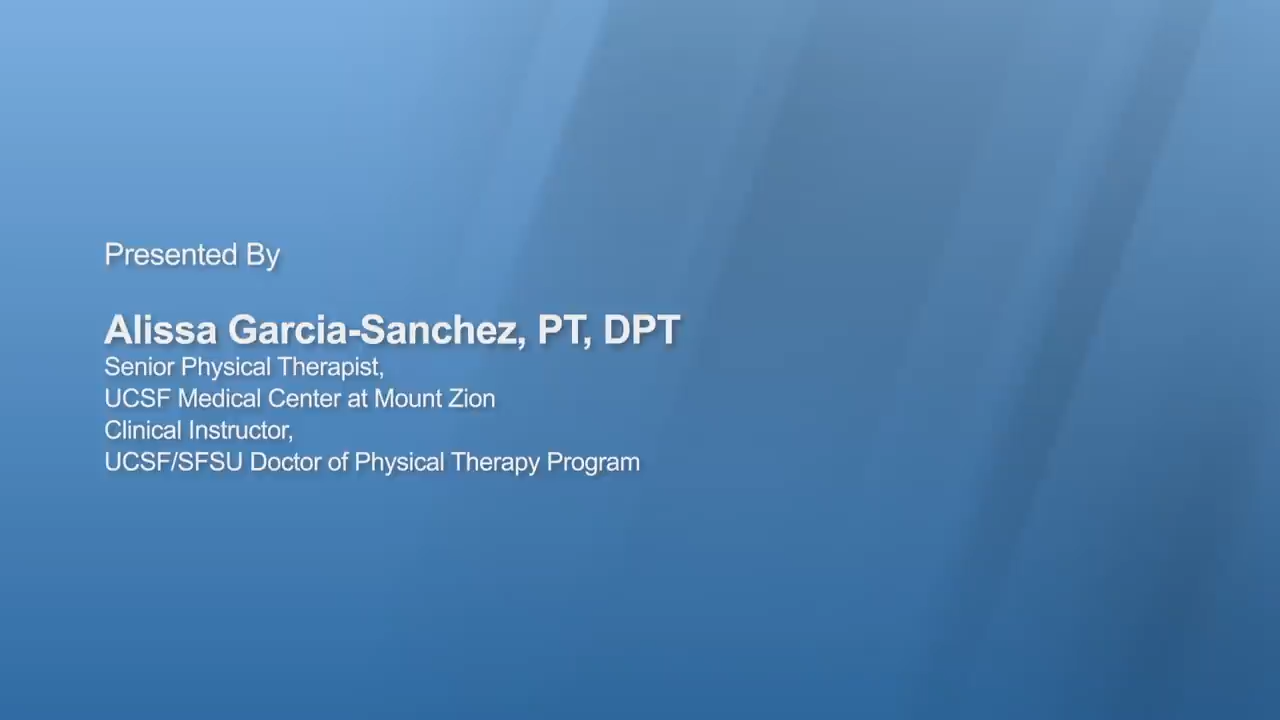 Presented By
Alissa Garcia-Sanchez, PT, DPT
Senior Physical Therapist,
UCSF Medical Center at Mount Zion
Clinical Instructor,
UCSF/SFSU Doctor of Physical Therapy Program